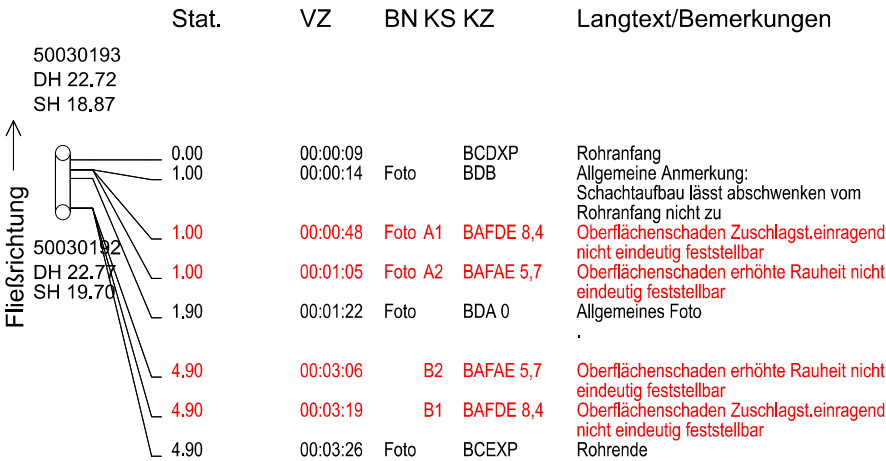 Stat. VZ BN KS KZ Langtext/Bemerkungen
50030193
DH 22.72
SH 18.87
Fließrichtung
0.00 00:00:09 BCDXP Rohranfang
1.00 00:00:14 Foto BDB Allgemeine Anmerkung:
Schachtaufbau lässt abschwenken vom
Rohranfang nicht zu
1.00 00:00:48 Foto A1 BAFDE 8,4 Oberflächenschaden Zuschlagst.einragend
nicht eindeutig feststellbar
50030192
DH 22.77
SH 19.70
1.00 00:01:05 Foto A2 BAFAE 5,7 Oberflächenschaden erhöhte Rauheit nicht
eindeutig feststellbar
1.90 00:01:22 Foto BDA 0 Allgemeines Foto
.
4.90 00:03:06 B2 BAFAE 5,7 Oberflächenschaden erhöhte Rauheit nicht
eindeutig feststellbar
4.90 00:03:19 B1 BAFDE 8,4 Oberflächenschaden Zuschlagst.einragend
nicht eindeutig feststellbar
4.90 00:03:26 Foto BCEXP Rohrende